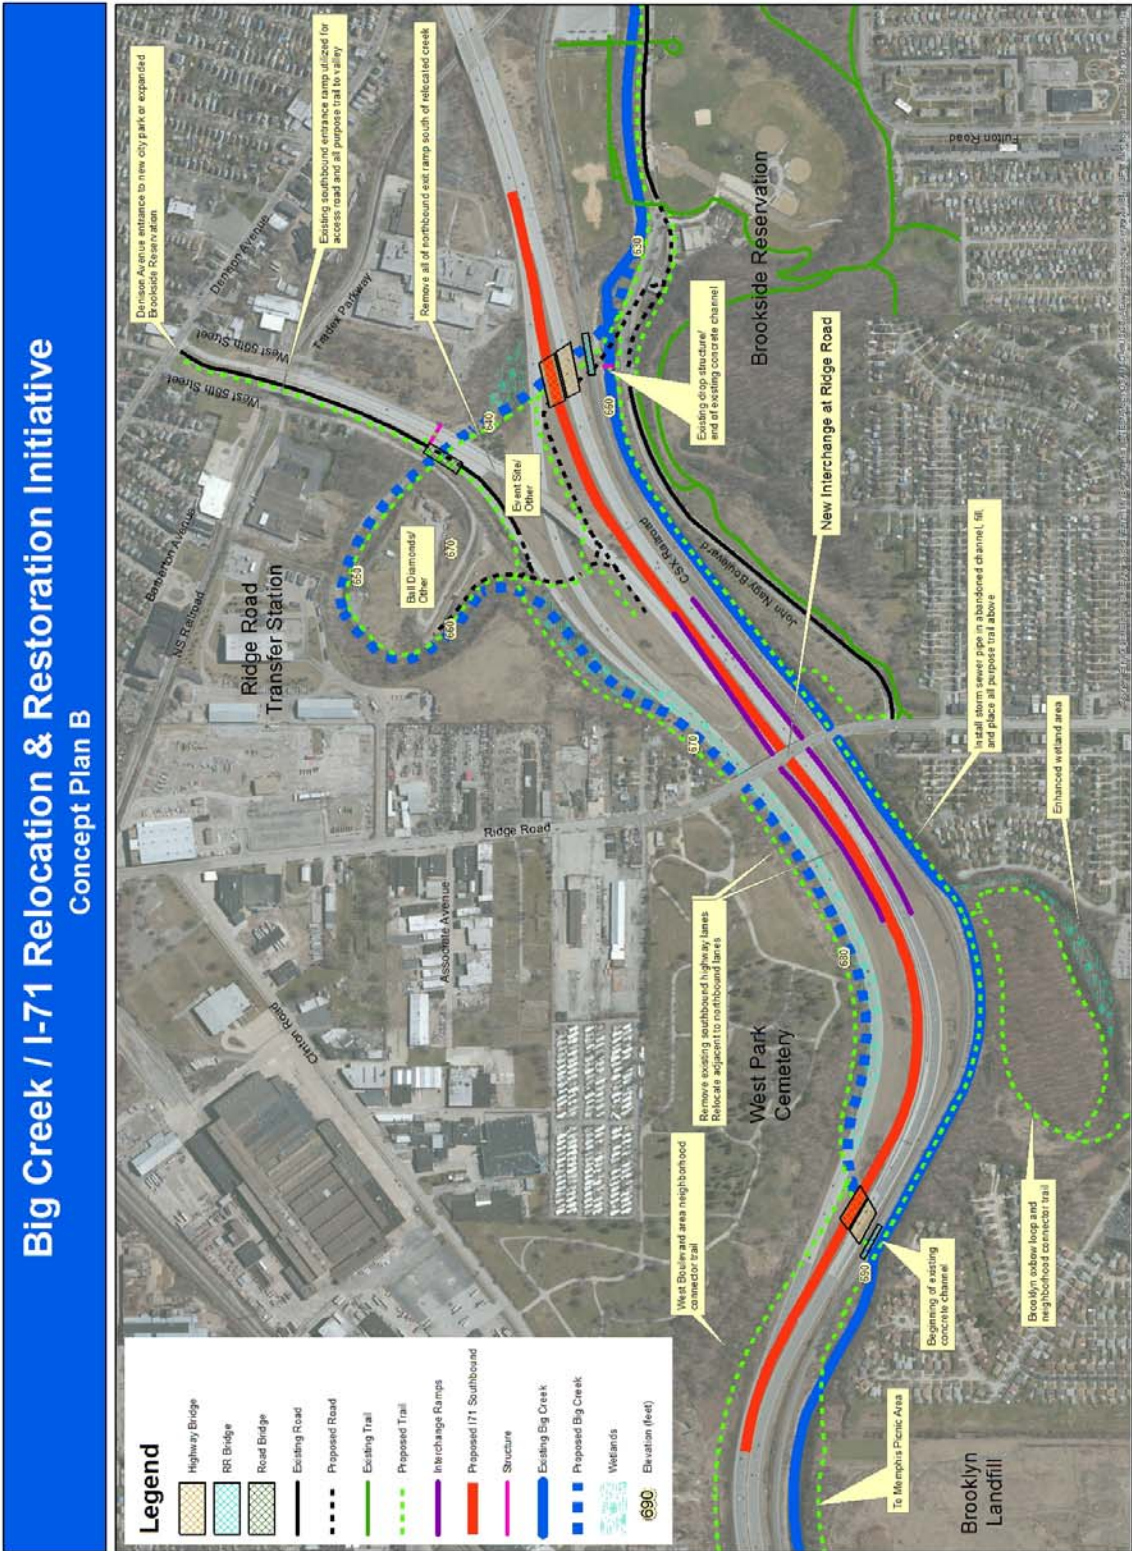 Big Creek / I-71 Relocation & Restoration Initiative
Concept Plan B
Legend
Highway Bridge
RR Bridge
Road Bridge
Existing Road
Proposed Road
Existing Trail
Proposed Trail
Interchange Ramps
Proposed I71 Southbound
Structure
Existing Big Creek
Proposed Big Creek
Wetlands
690
Elevation (feet)
Denison Avenue entrance to new city park or expanded
Brookside Reservation
Existing southbound entrance ramp utilized for
access road and all purpose trail to valley
Remove all of northbound exit ramp south of relocated creek
Denison Avenue
West 56th Street
West 58th Street
Tradex Parkway
Barberton Avenue
NS Railroad
Ridge Road
Transfer Station
Ball Diamonds/
Other
Event Site/
Other
640
650
660
670
Existing drop structure/
end of existing concrete channel
630
660
Brookside
Reservation
Fulton Road
New Interchange at Ridge Road
CSX Railroad
John Nagy Boulevard
Install storm sewer pipe in abandoned channel, fill,
and place all purpose trail above
Enhanced wetland area
Ridge Road
Associate Avenue
Clinton Road
670
680
Remove existing southbound highway lanes
Relocate adjacent to northbound lanes
West Park
Cemetery
West Boulevard area neighborhood
connector trail
690
Beginning of existing
concrete channel
Brooklyn oxbow loop and
neighborhood connector trail
To Memphis Picnic Area
Brooklyn
Landfill